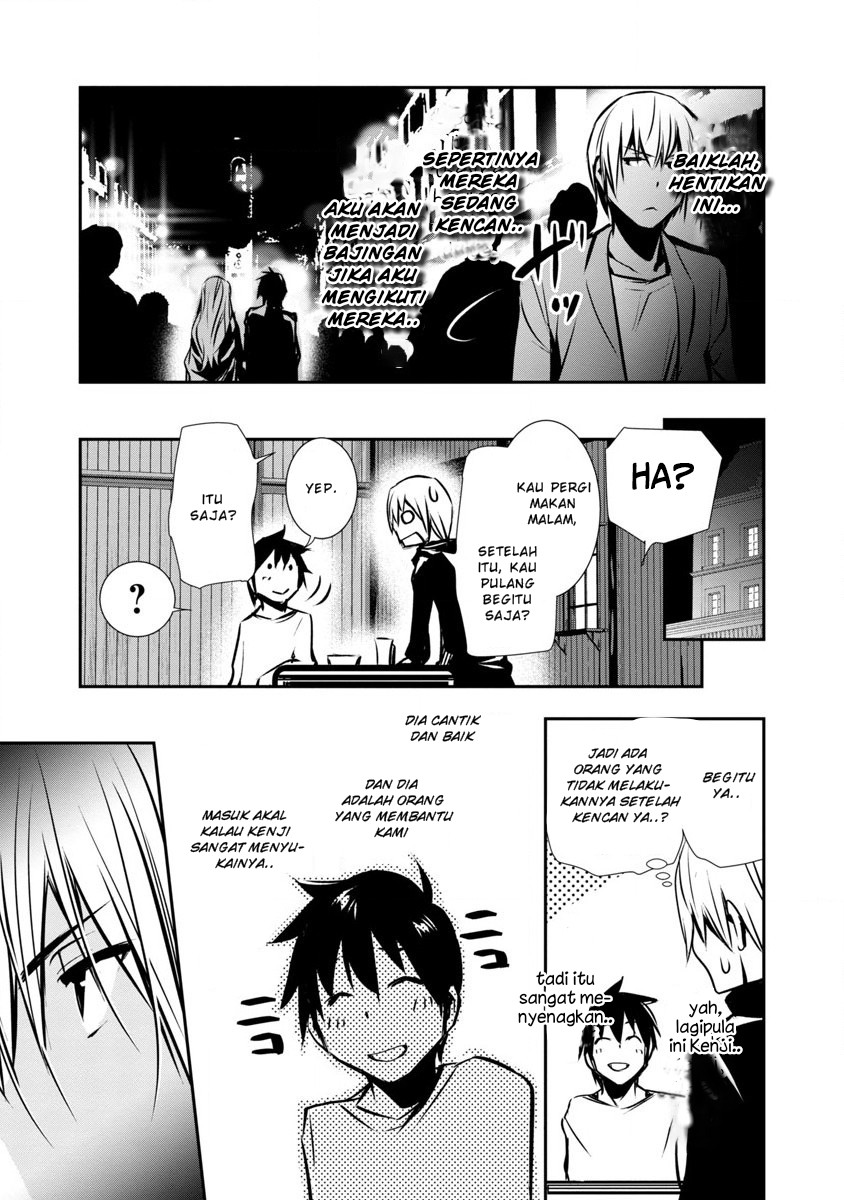 BAIKLAH,
HENTIKAN
INI...
SEPERTINYA
MEREKA
SEDANG
KENCAN..
AKU AKAN
MENJADI
BAJINGAN
JIKA AKU
MENGIKUTI
MEREKA..
ザッ
HA?
KAU PERGI
MAKAN
MALAM,
SETELAH
ITU, KAU
PULANG
BEGITU
SAJA?
YEP.
ITU
SAJA?
?
BEGITU
YA..
JADI ADA
ORANG YANG
TIDAK MELAKU-
KANNYA SETELAH
KENCAN YA..?
yah,
lagipula
ini Kenji..
tadi itu
sangat me-
nyenagkan..
DIA CANTIK
DAN BAIK
DAN DIA
ADALAH ORANG
YANG MEMBANTU
KAMI
MASUK AKAL
KALAU KENJI
SANGAT MENYU-
KAINYA..